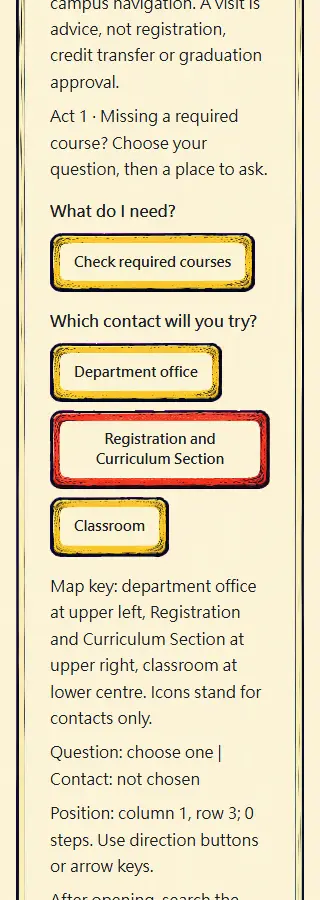 campus navigation. A visit is
advice, not registration,
credit transfer or graduation
approval.
Act 1 · Missing a required
course? Choose your
question, then a place to ask.
What do I need?
Check required courses
Which contact will you try?
Department office
Registration and
Curriculum Section
Classroom
Map key: department office
at upper left, Registration
and Curriculum Section at
upper right, classroom at
lower centre. Icons stand for
contacts only.
Question: choose one |
Contact: not chosen
Position: column 1, row 3; 0
steps. Use direction buttons
or arrow keys.
After opening, search the